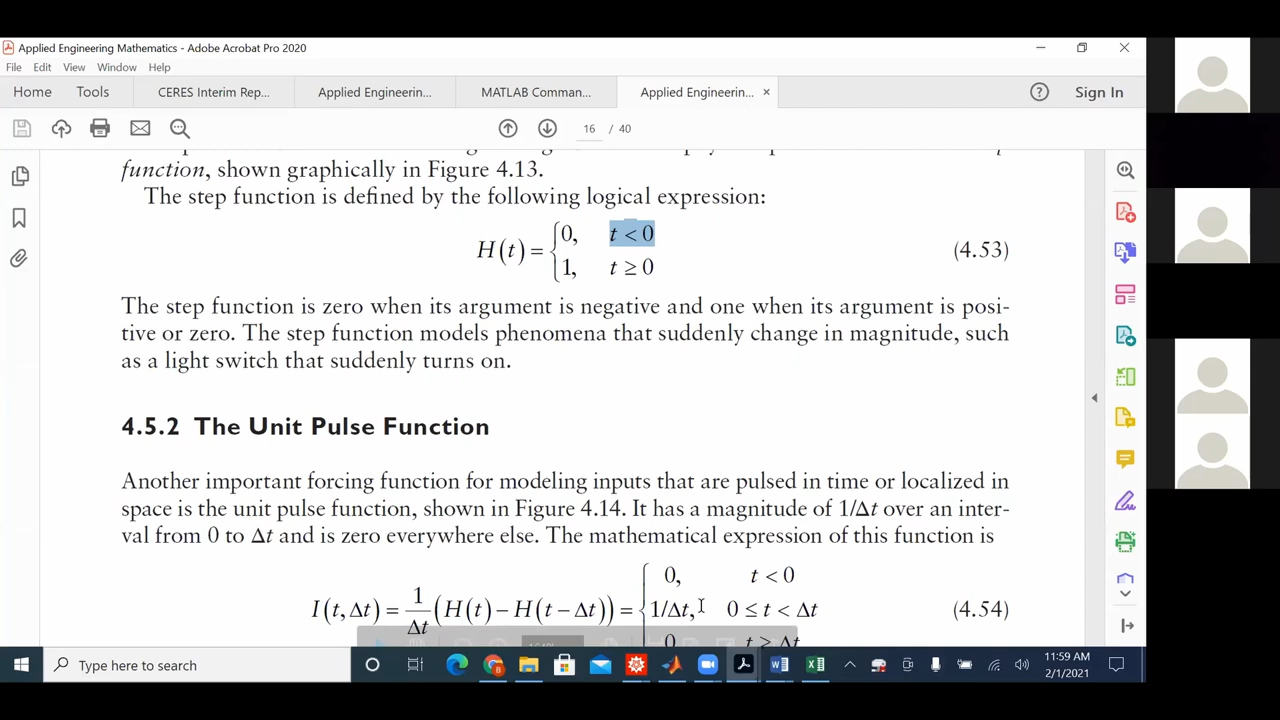 Applied Engineering Mathematics - Adobe Acrobat Pro 2020
File Edit View Window Help
Home Tools CERES Interim Rep... Applied Engineerin... MATLAB Comman... Applied Engineerin... × ? Sign In
16 / 40
function, shown graphically in Figure 4.13.
The step function is defined by the following logical expression:
H(t) = { 0, t < 0
1, t ≥ 0 (4.53)
The step function is zero when its argument is negative and one when its argument is posi-
tive or zero. The step function models phenomena that suddenly change in magnitude, such
as a light switch that suddenly turns on.
4.5.2 The Unit Pulse Function
Another important forcing function for modeling inputs that are pulsed in time or localized in
space is the unit pulse function, shown in Figure 4.14. It has a magnitude of 1/Δt over an inter-
val from 0 to Δt and is zero everywhere else. The mathematical expression of this function is
0, t < 0
I(t, Δt) = 1/Δt (H(t) − H(t − Δt)) = { 1/Δt, 0 ≤ t < Δt (4.54)
0 t ≥ Δt
Type here to search
11:59 AM
2/1/2021